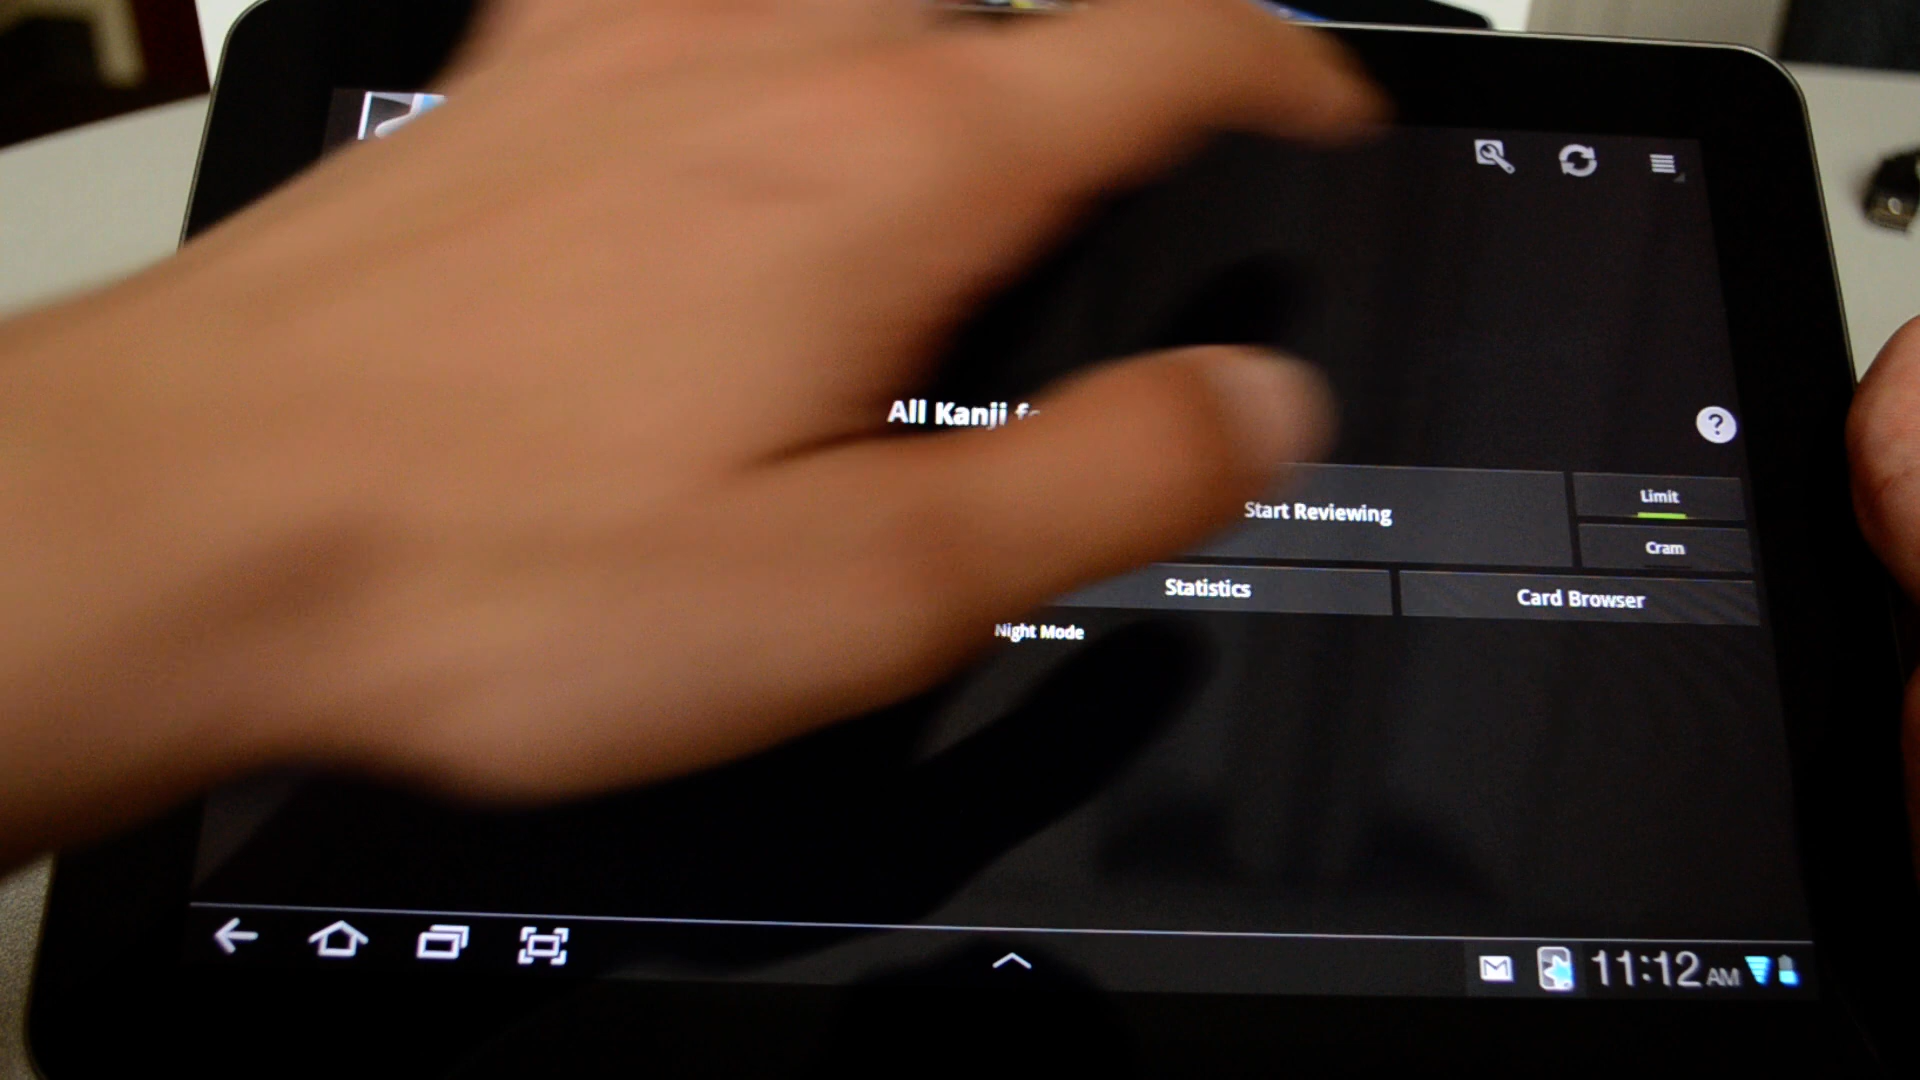 All Kanji
Start Reviewing
Limit
Cram
Statistics
Card Browser
Night Mode
11:12 AM